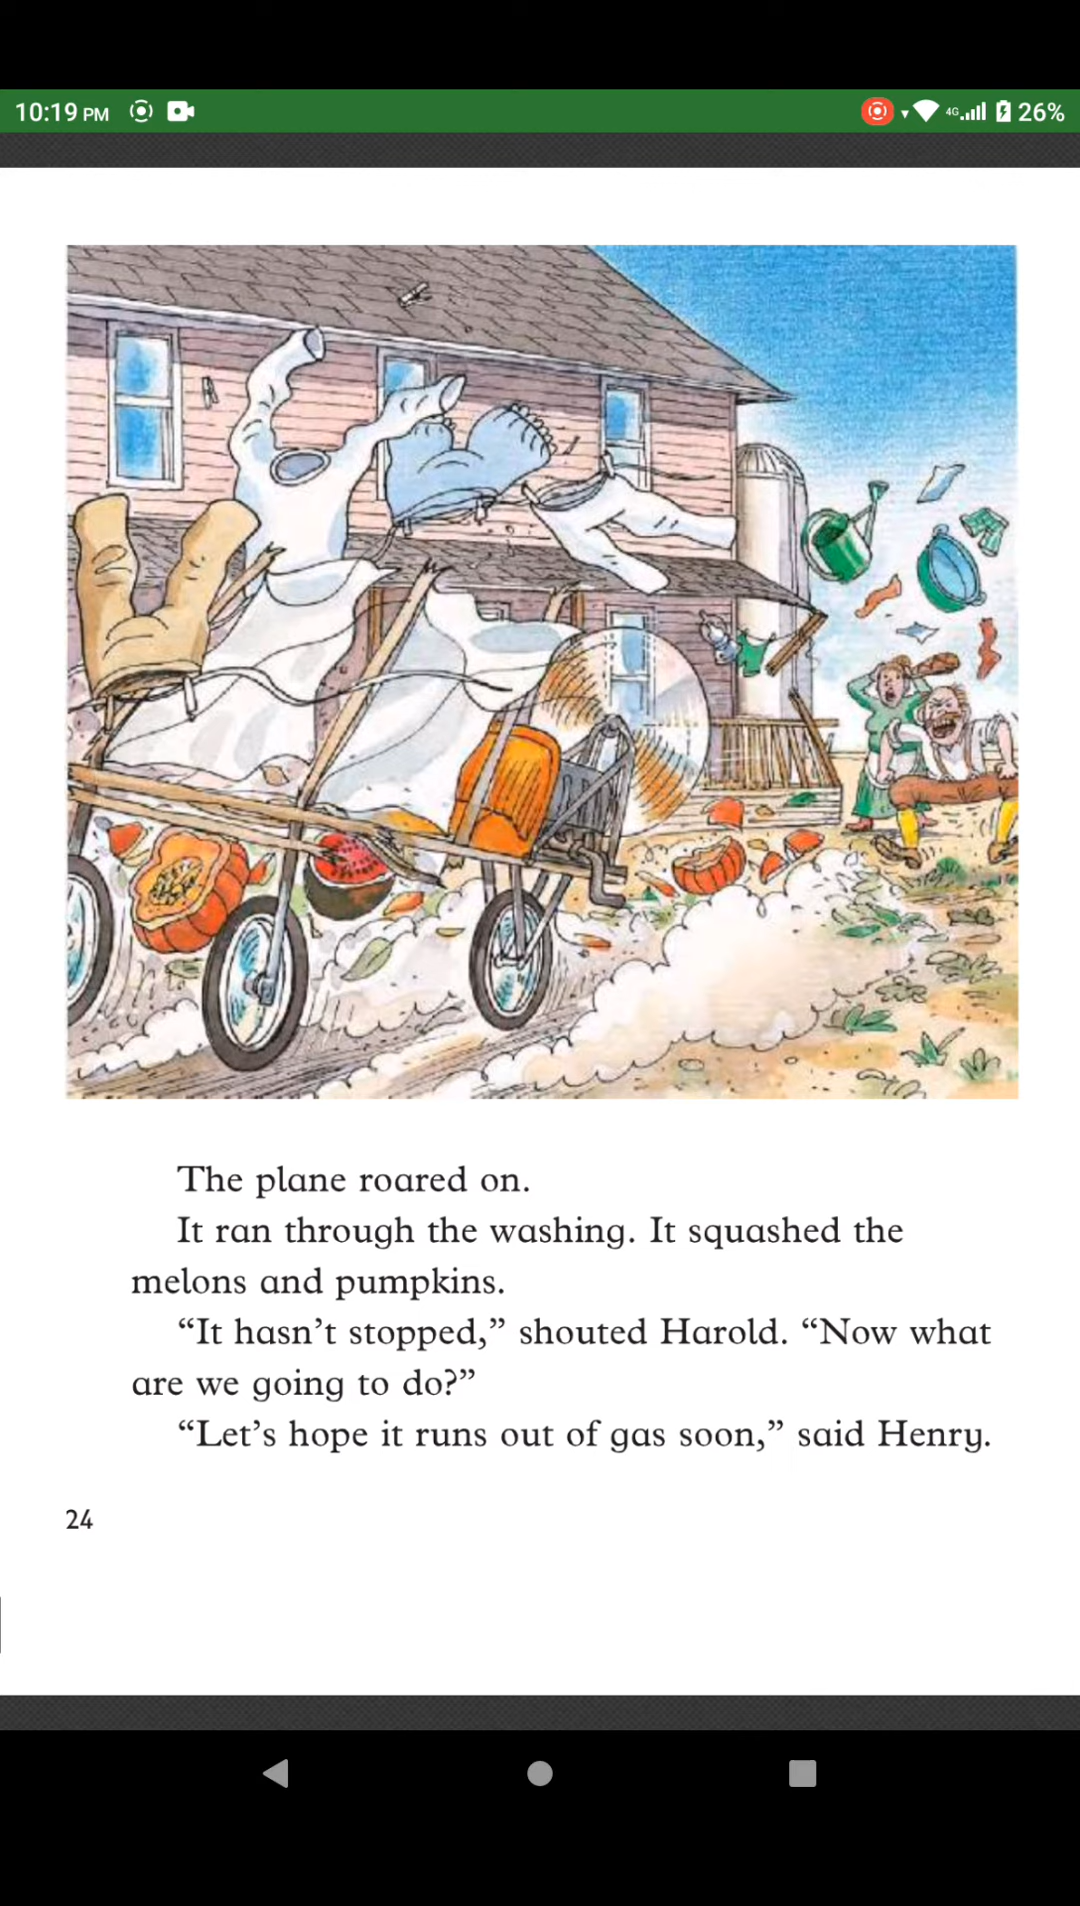 10:19 PM
4G 26%
The plane roared on.
It ran through the washing. It squashed the
melons and pumpkins.
“It hasn’t stopped,” shouted Harold. “Now what
are we going to do?”
“Let’s hope it runs out of gas soon,” said Henry.
24